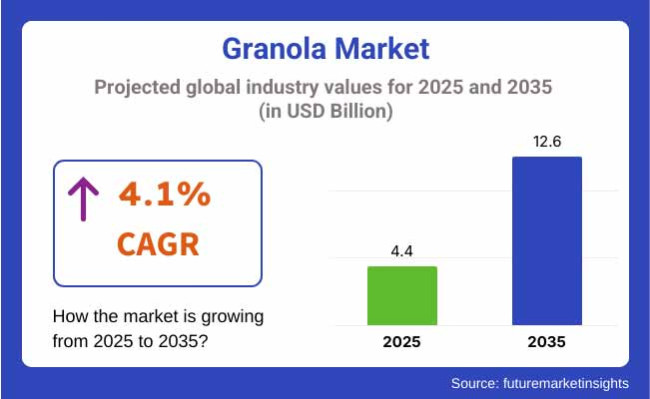 Granola Market
Projected global industry values for 2025 and 2035
(in USD Billion)
4.1%
CAGR
How the market is growing
from 2025 to 2035?
12.6
4.4
2025
2035
Source: futuremarketinsights